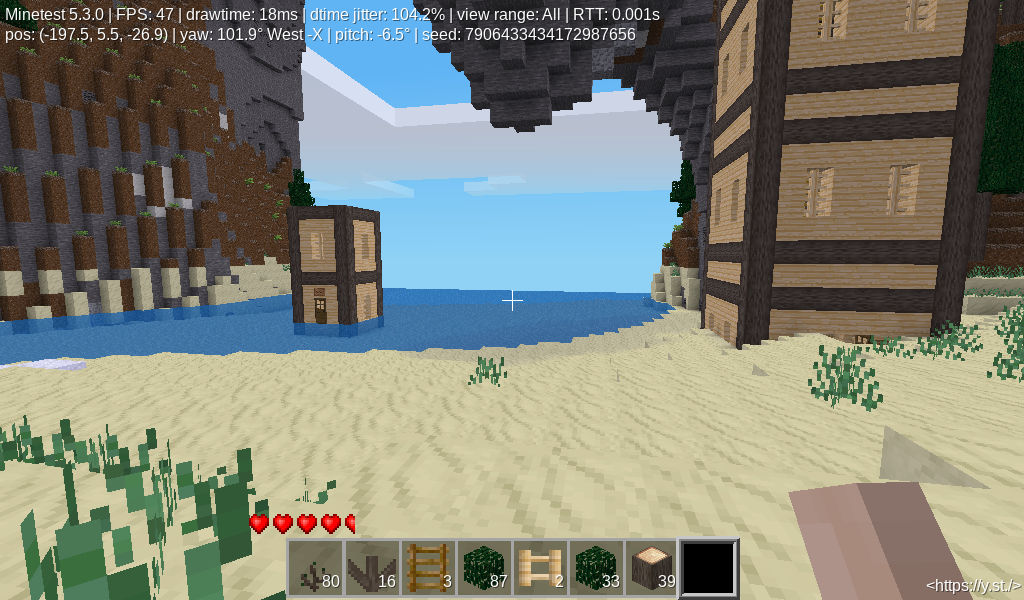 Minetest 5.3.0 | FPS: 47 | drawtime: 18ms | dtime jitter: 104.2% | view range: All | RTT: 0.001s
pos: (-197.5, 5.5, -26.9) | yaw: 101.9° West -X | pitch: -6.5° | seed: 7906433434172987656
80 16 3 87 2 33 39
<https://y.st./>